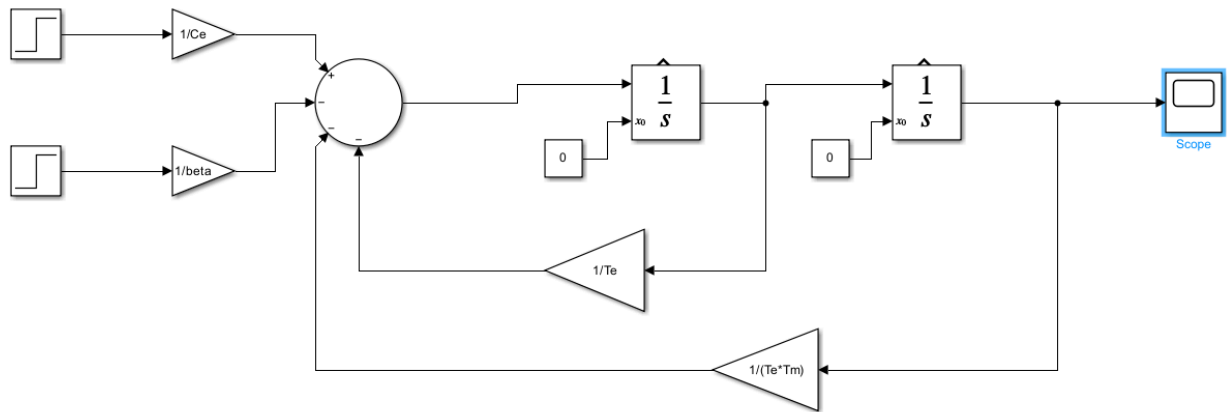 1/Ce
1/beta
+
−
−
−
1
s
x₀
0
1
s
x₀
0
1/Te
1/(Te*Tm)
Scope